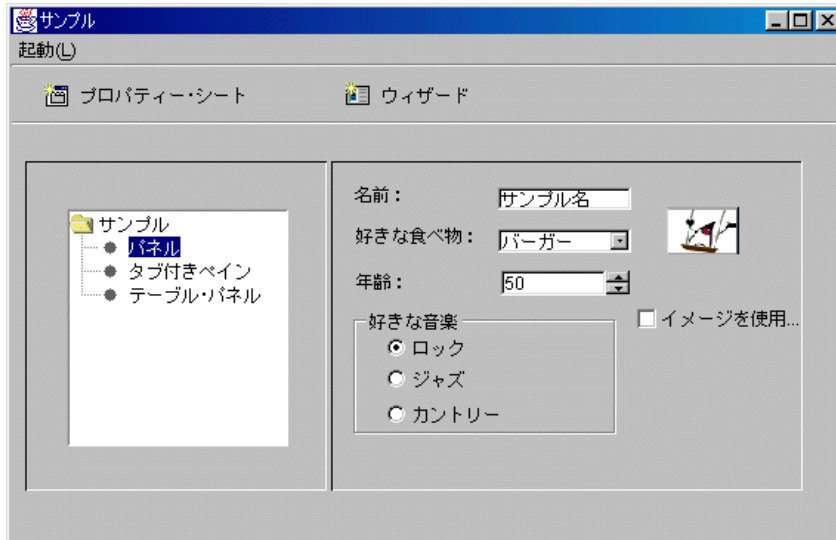 サンプル
起動(L)
プロパティー・シート
ウィザード
サンプル
パネル
タブ付きペイン
テーブル・パネル
名前：
サンプル名
好きな食べ物：
バーガー
年齢：
50
好きな音楽
ロック
ジャズ
カントリー
イメージを使用...